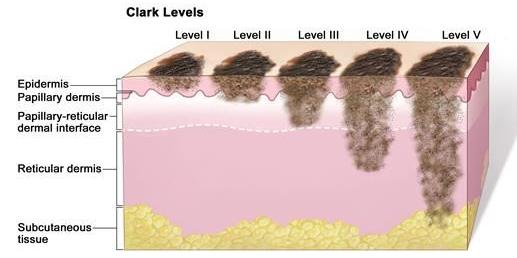 Clark Levels
Level I
Level II
Level III
Level IV
Level V
Epidermis
Papillary dermis
Papillary-reticular
dermal interface
Reticular dermis
Subcutaneous
tissue